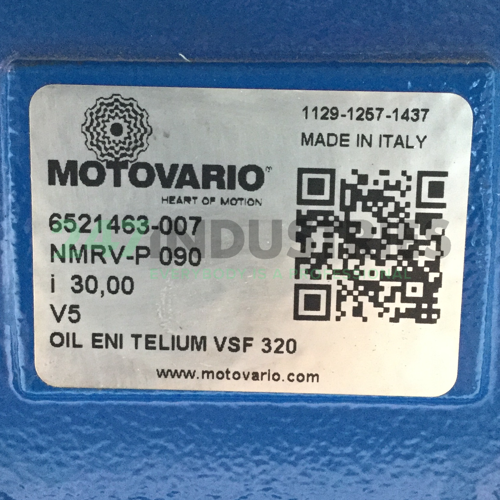 1129-1257-1437
MADE IN ITALY
MOTOVARIO
HEART OF MOTION
6521463-007
NMRV-P 090
i 30,00
V5
OIL ENI TELIUM VSF 320
www.motovario.com
INDUSTRIES